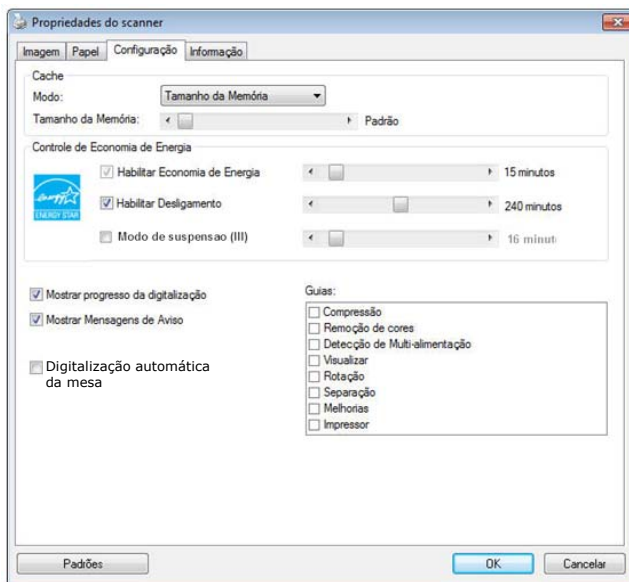 Propriedades do scanner
Imagem Papel Configuração Informação
Cache
Modo: Tamanho da Memória
Tamanho da Memória: Padrão
Controle de Economia de Energia
Habilitar Economia de Energia 15 minutos
energy
ENERGY STAR
Habilitar Desligamento 240 minutos
Modo de suspensao (III) 16 minut
Mostrar progresso da digitalização
Mostrar Mensagens de Aviso
Digitalização automática
da mesa
Guias:
Compressão
Remoção de cores
Detecção de Multi-alimentação
Visualizar
Rotação
Separação
Melhorias
Impressor
Padrões OK Cancelar